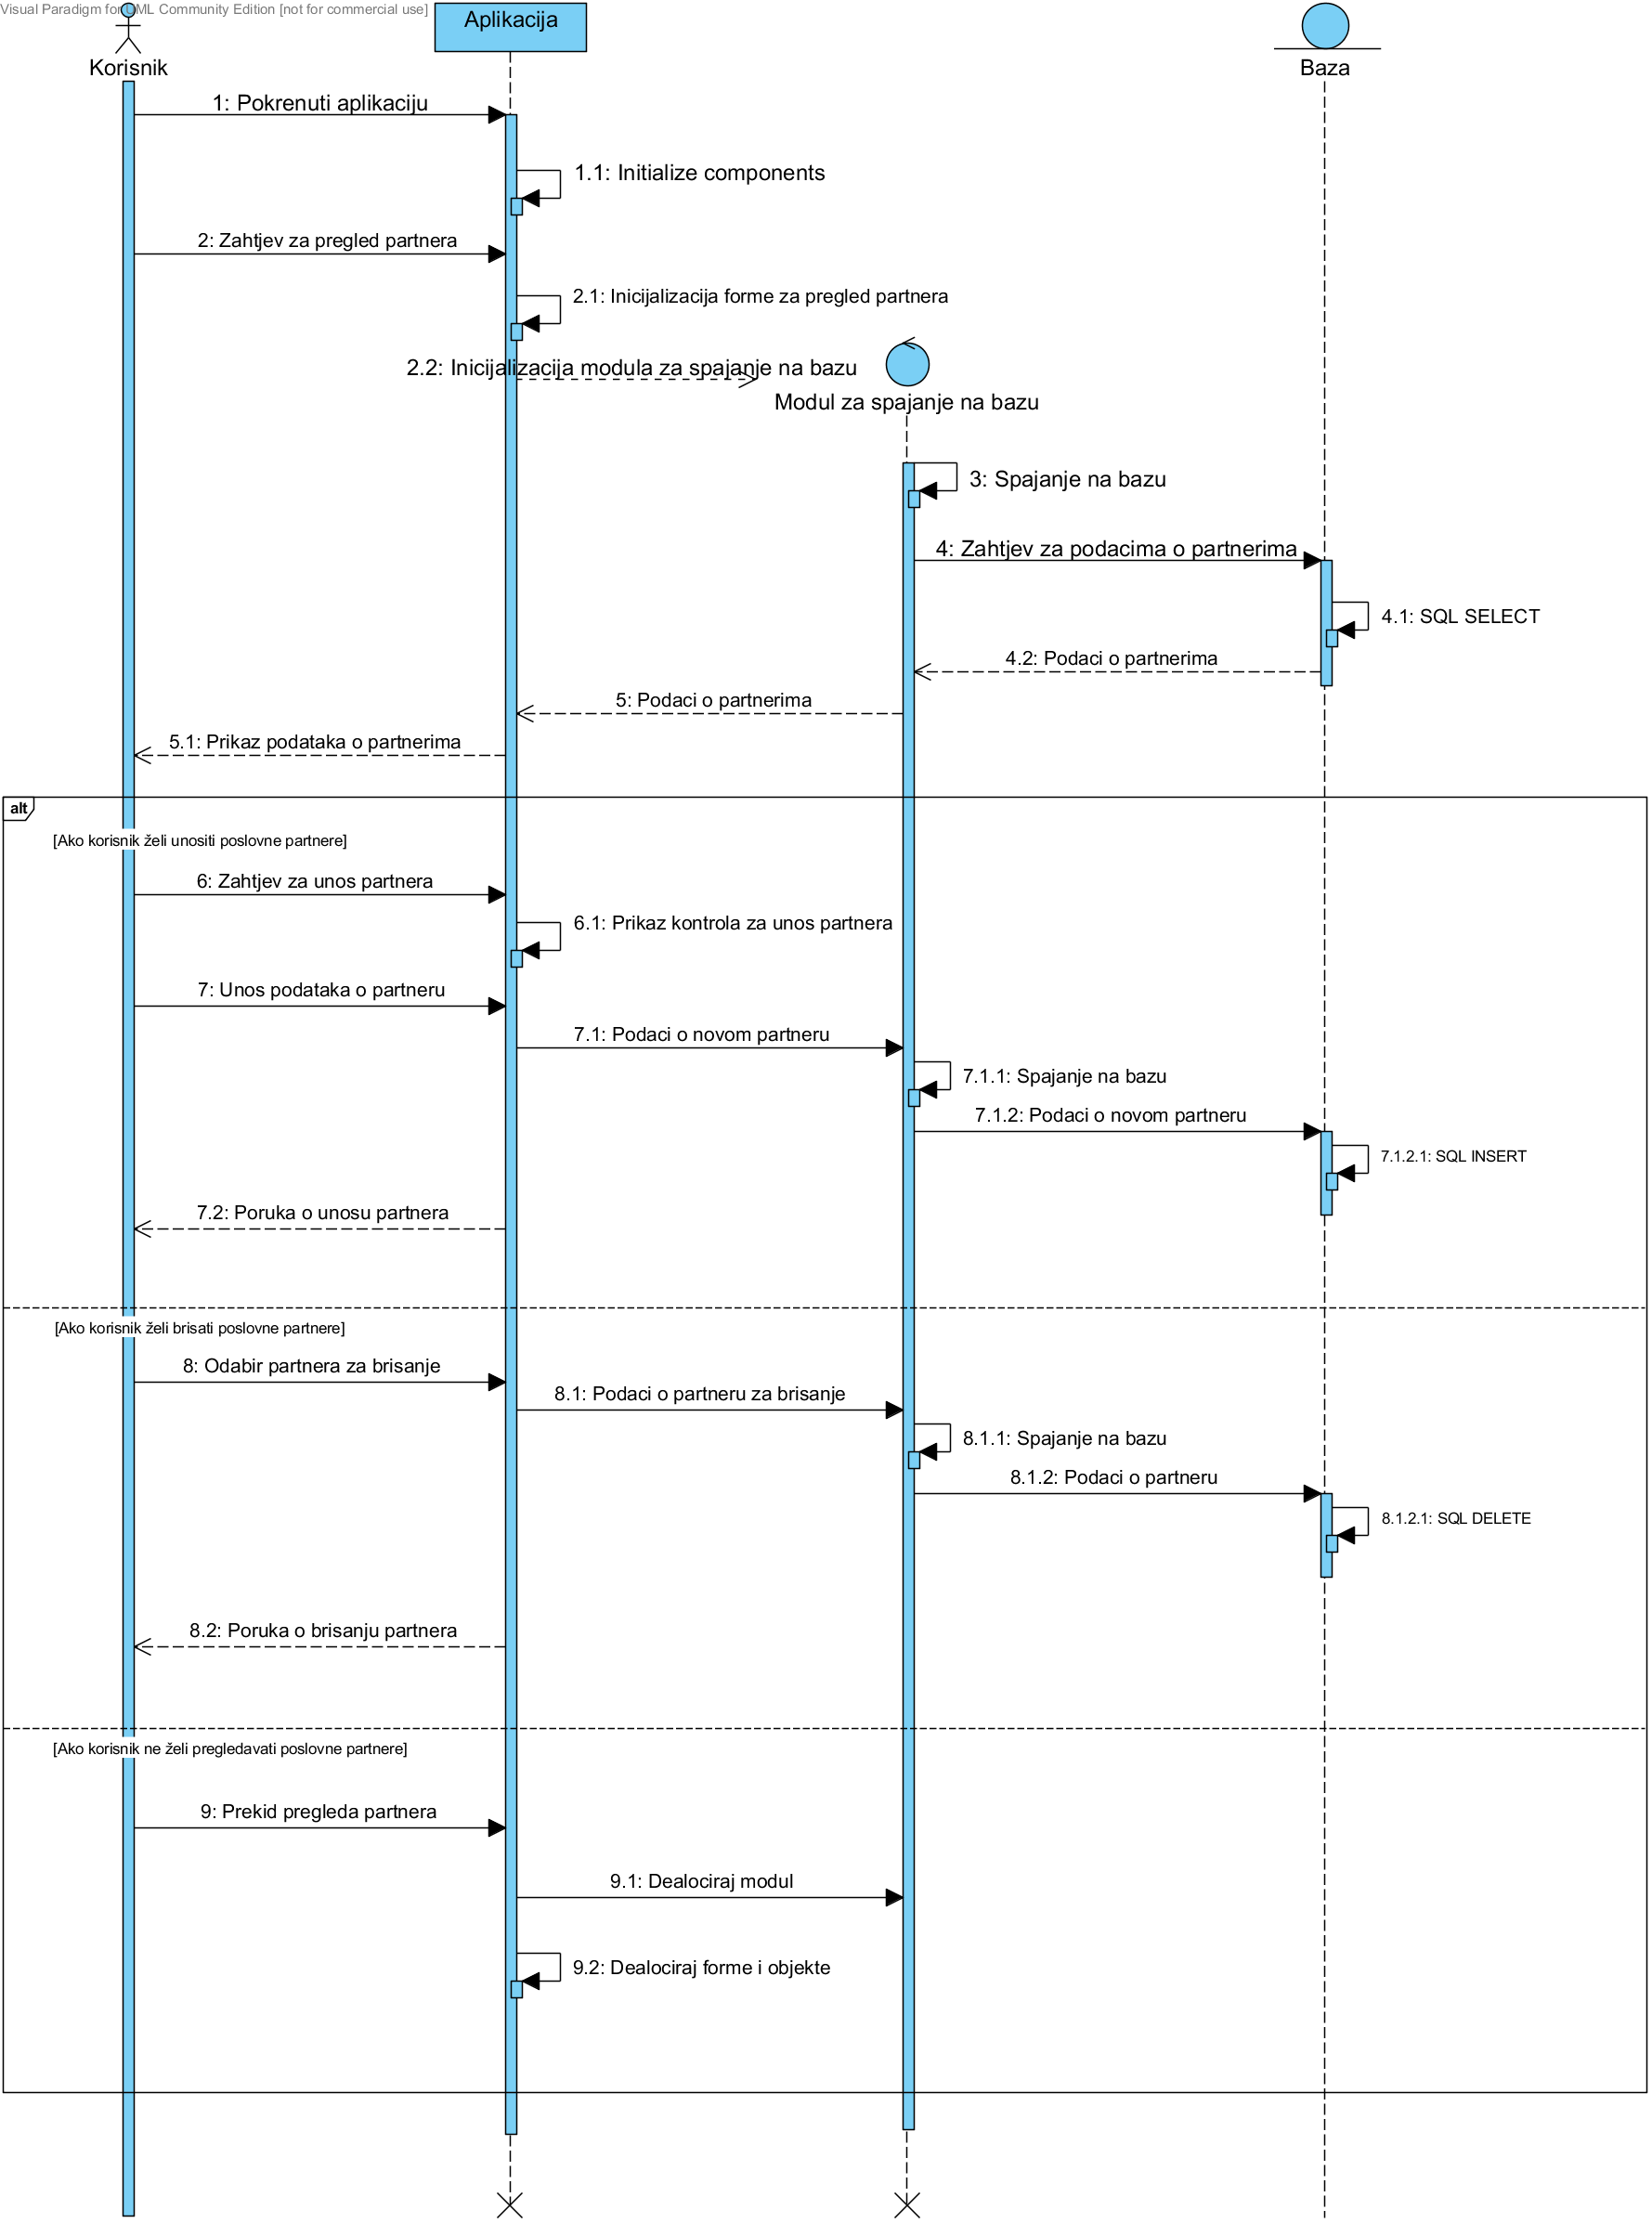 Visual Paradigm for UML Community Edition [not for commercial use]
Aplikacija
Korisnik
Baza
1: Pokrenuti aplikaciju
1.1: Initialize components
2: Zahtjev za pregled partnera
2.1: Inicijalizacija forme za pregled partnera
2.2: Inicijalizacija modula za spajanje na bazu
Modul za spajanje na bazu
3: Spajanje na bazu
4: Zahtjev za podacima o partnerima
4.1: SQL SELECT
4.2: Podaci o partnerima
5: Podaci o partnerima
5.1: Prikaz podataka o partnerima
alt
[Ako korisnik želi unositi poslovne partnere]
6: Zahtjev za unos partnera
6.1: Prikaz kontrola za unos partnera
7: Unos podataka o partneru
7.1: Podaci o novom partneru
7.1.1: Spajanje na bazu
7.1.2: Podaci o novom partneru
7.1.2.1: SQL INSERT
7.2: Poruka o unosu partnera
[Ako korisnik želi brisati poslovne partnere]
8: Odabir partnera za brisanje
8.1: Podaci o partneru za brisanje
8.1.1: Spajanje na bazu
8.1.2: Podaci o partneru
8.1.2.1: SQL DELETE
8.2: Poruka o brisanju partnera
[Ako korisnik ne želi pregledavati poslovne partnere]
9: Prekid pregleda partnera
9.1: Dealociraj modul
9.2: Dealociraj forme i objekte